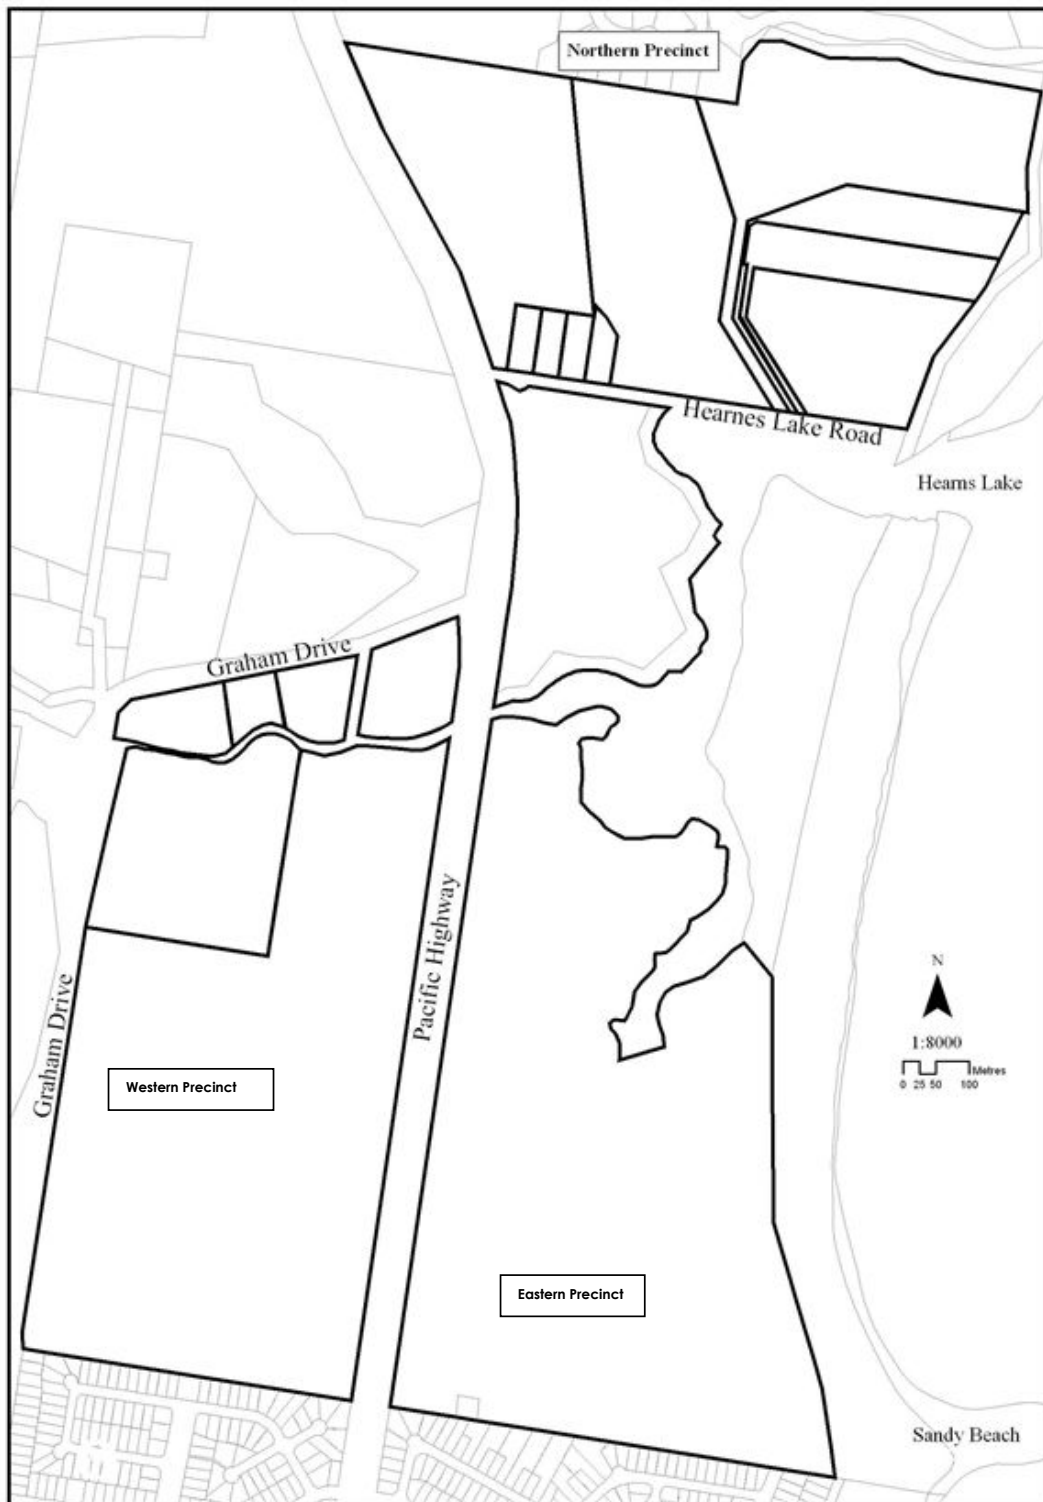 Northern Precinct
Hearnes Lake Road
Hearns Lake
Graham Drive
Pacific Highway
Graham Drive
N
1:8000
Metres
0 25 50 100
Western Precinct
Eastern Precinct
Sandy Beach